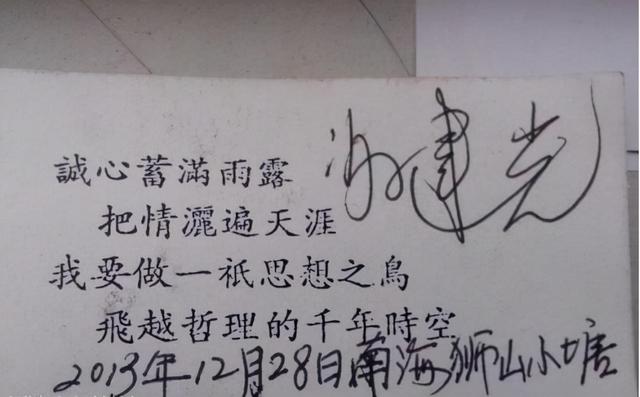 誠心蓄滿雨露
把情灑遍天涯
我要做一祇思想之鳥
飛越哲理的千年時空
2013年12月28日南海狮山小塘